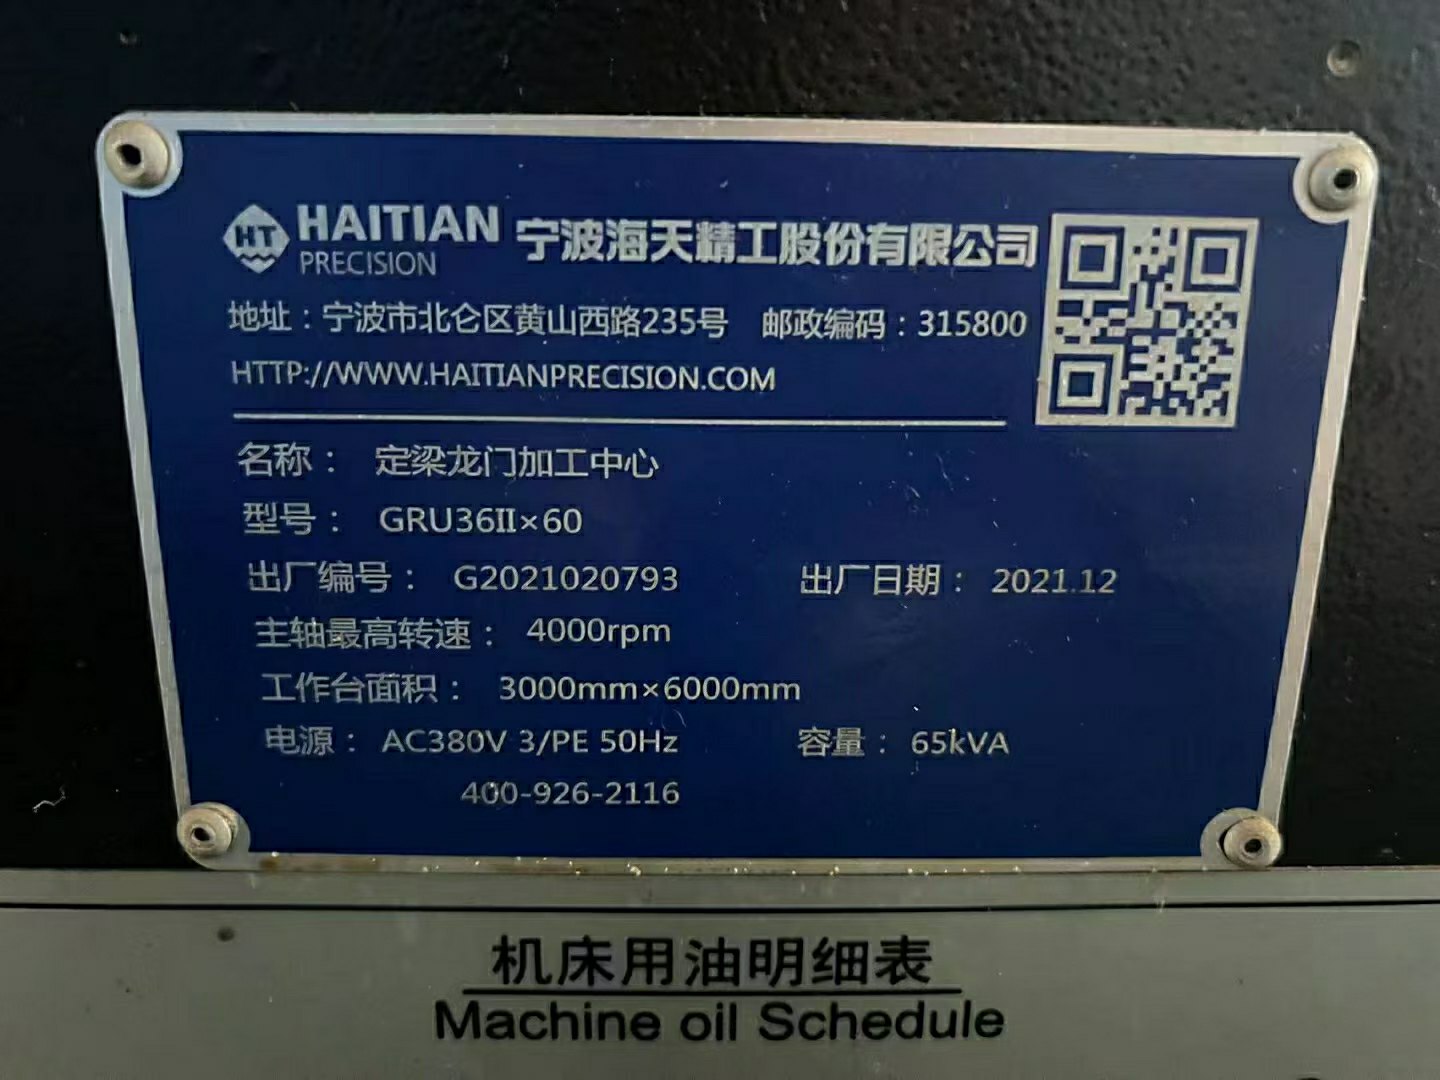 HT HAITIAN PRECISION 宁波海天精工股份有限公司
地址：宁波市北仑区黄山西路235号 邮政编码：315800
HTTP://WWW.HAITIANPRECISION.COM
名称： 定梁龙门加工中心
型号： GRU36II×60
出厂编号： G2021020793 出厂日期： 2021.12
主轴最高转速： 4000rpm
工作台面积： 3000mm×6000mm
电源： AC380V 3/PE 50Hz 容量： 65kVA
400-926-2116
机床用油明细表
Machine oil Schedule